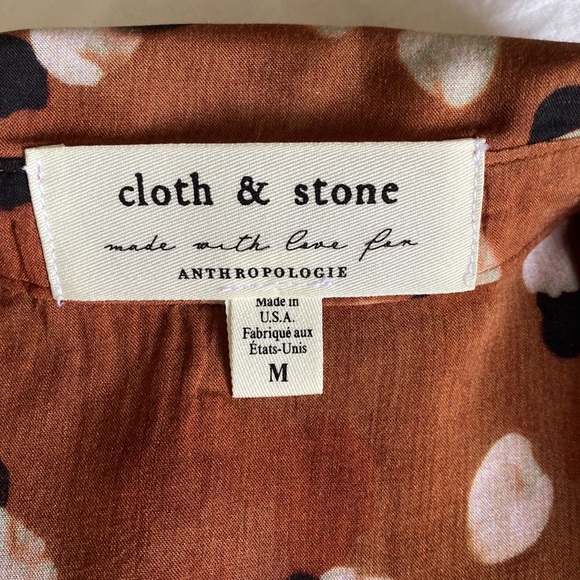 cloth & stone
made with love for
ANTHROPOLOGIE
Made in
U.S.A.
Fabriqué aux
États-Unis
M